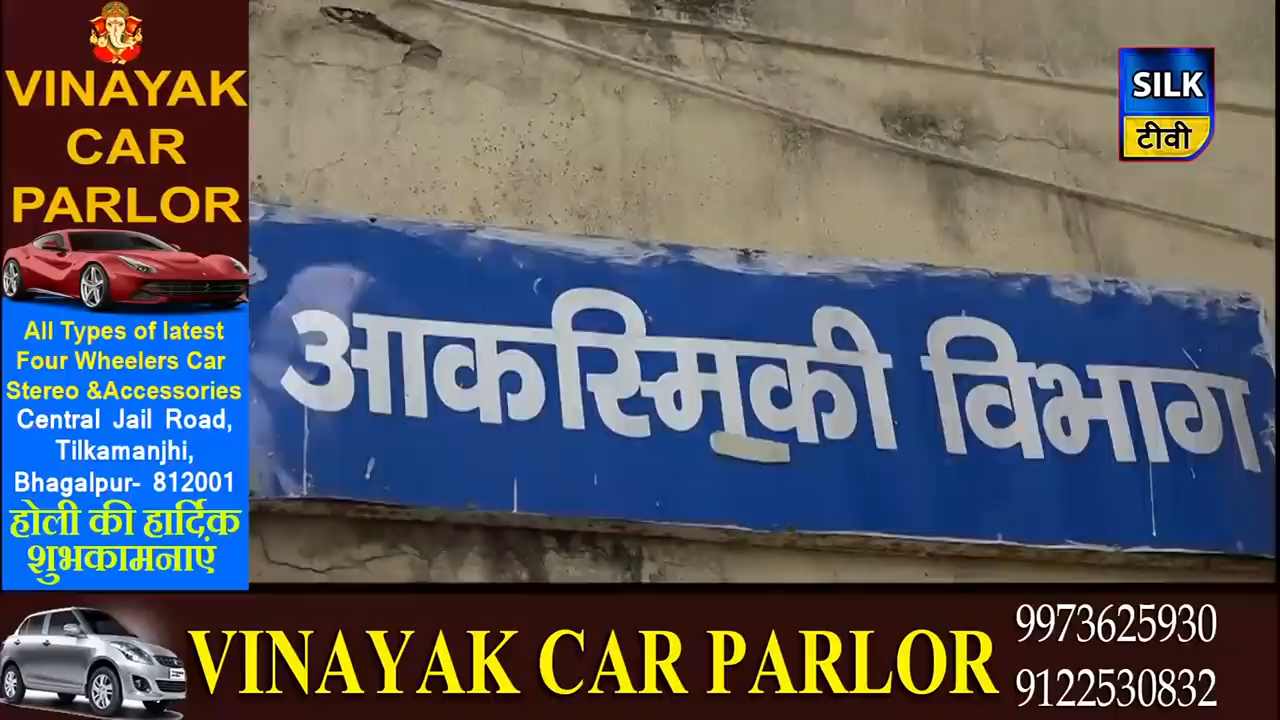 VINAYAK
CAR
PARLOR
All Types of latest
Four Wheelers Car
Stereo &Accessories
Central Jail Road,
Tilkamanjhi,
Bhagalpur- 812001
होली की हार्दिक
शुभकामनाएं
SILK
टीवी
आकस्मिकी विभाग
VINAYAK CAR PARLOR
9973625930
9122530832